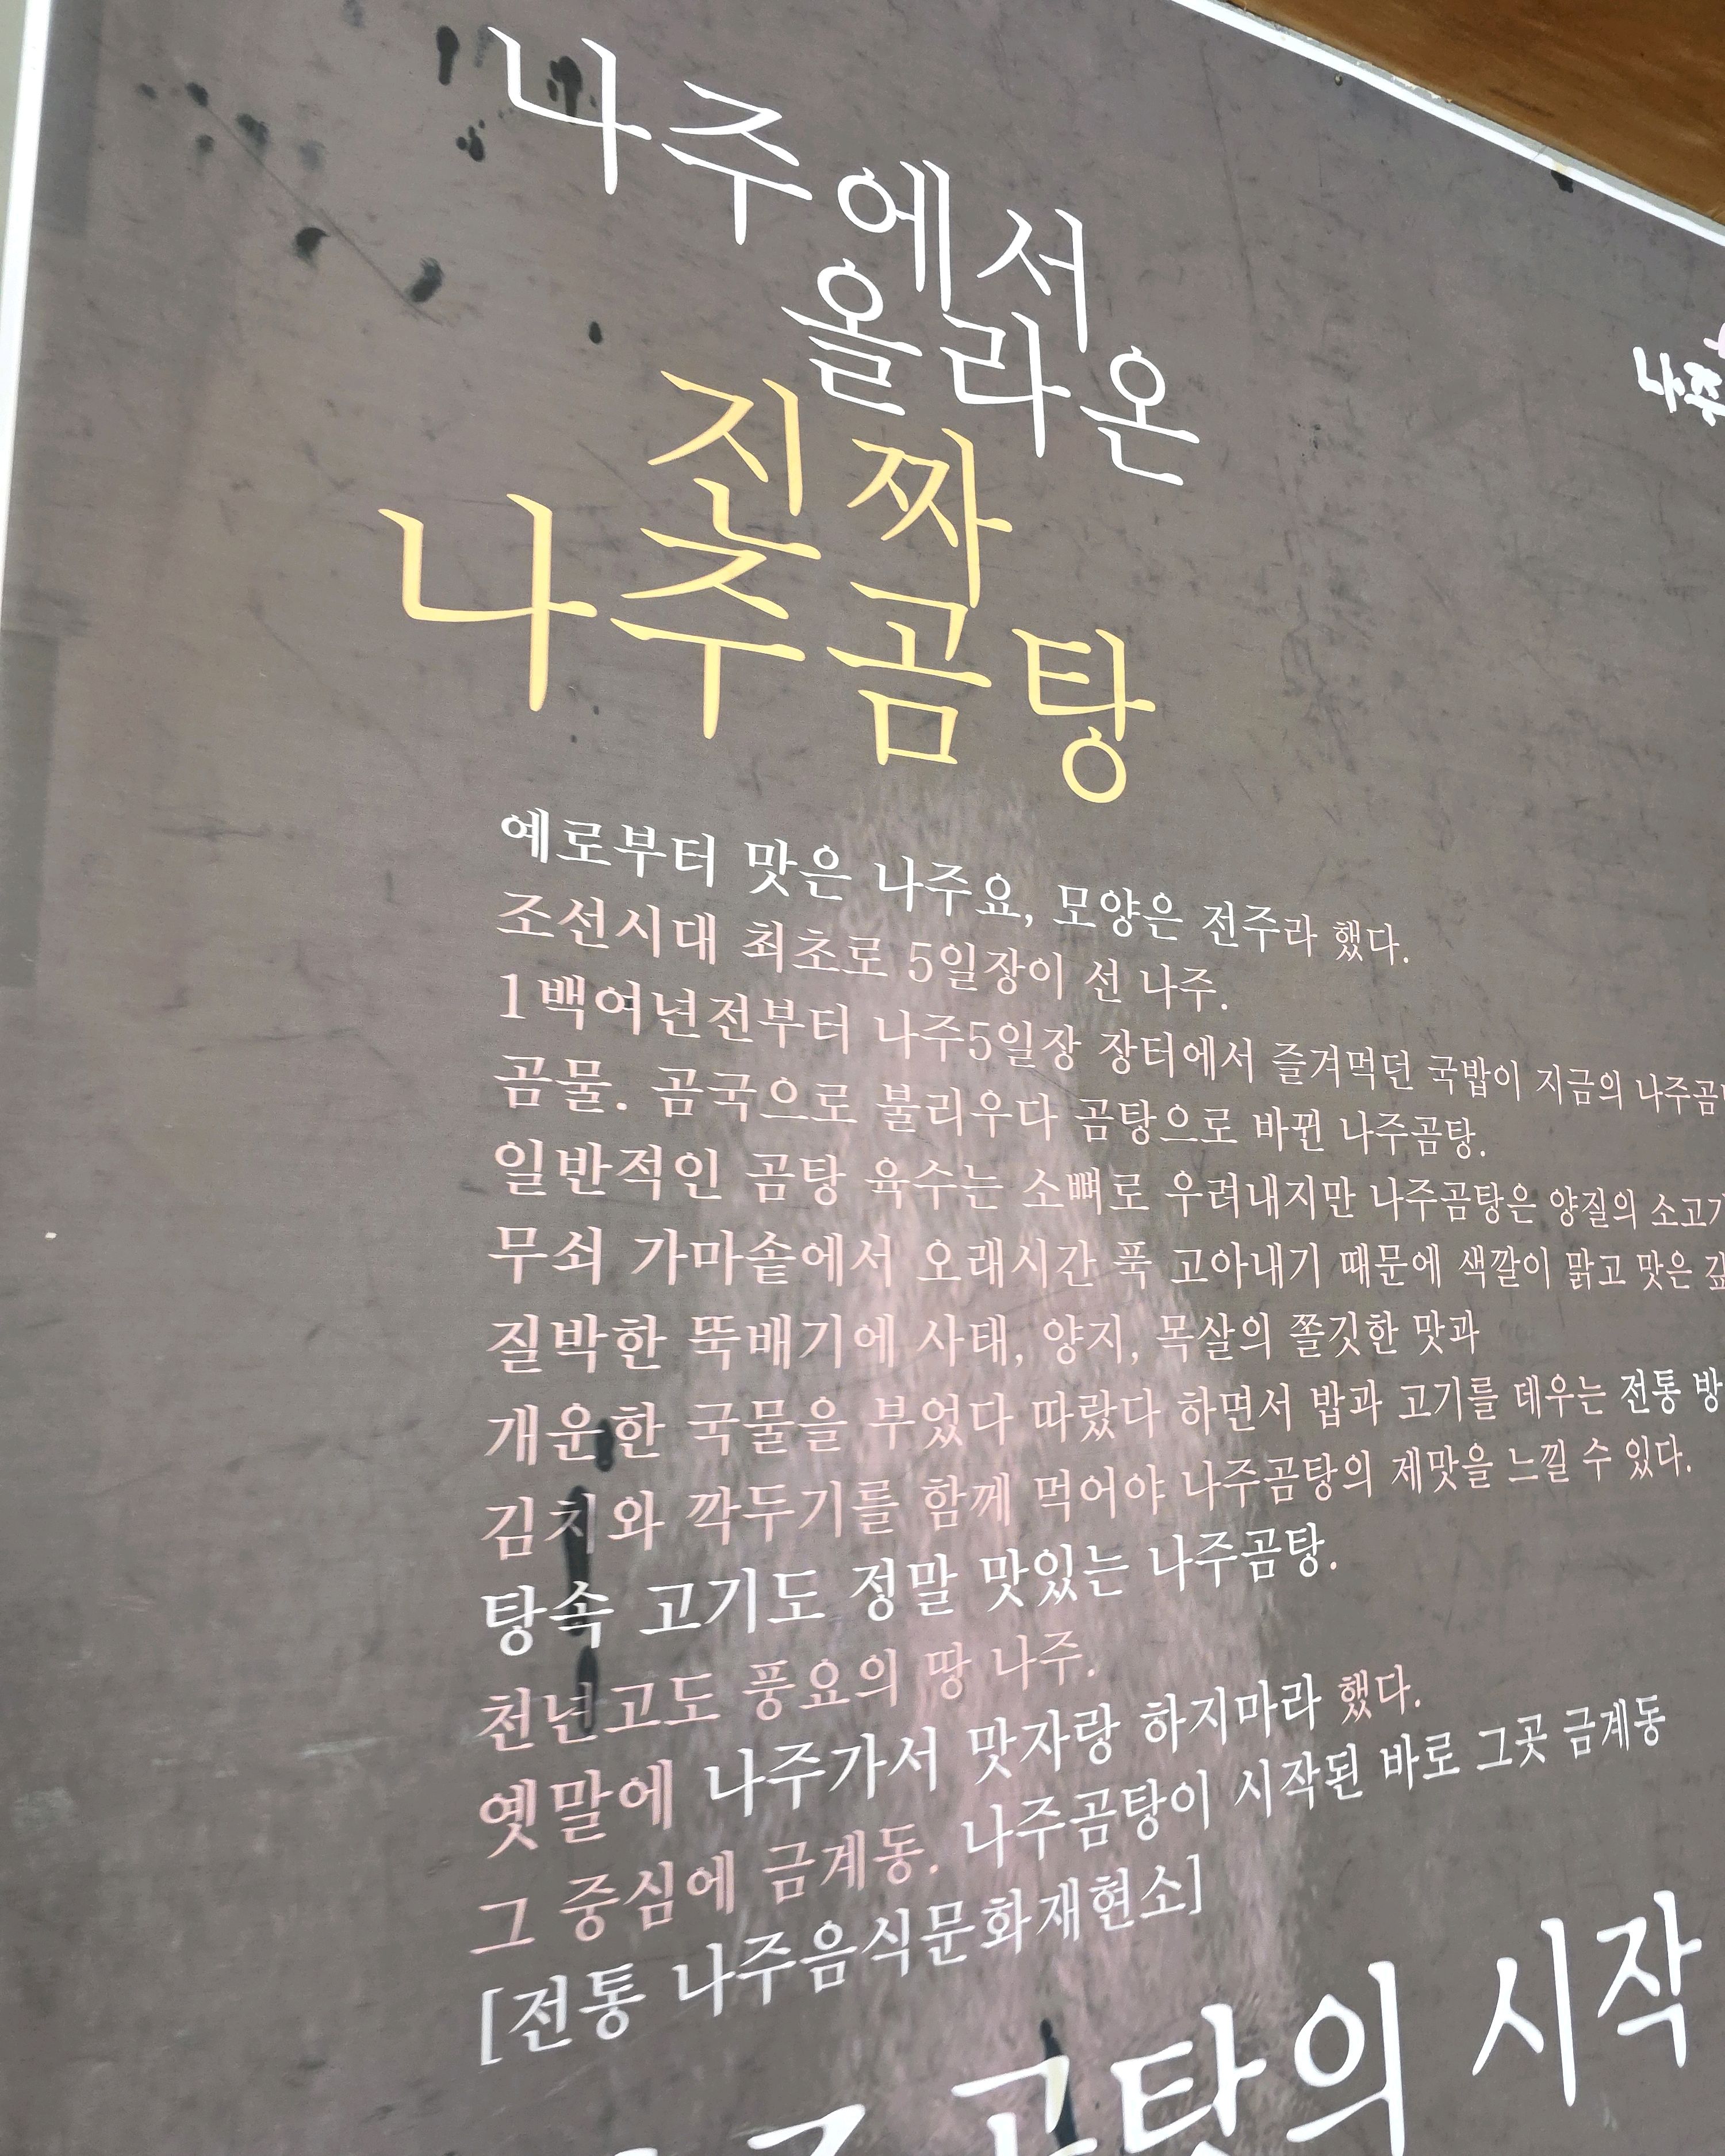 나주에서
올라온
진짜
나주곰탕
나주
예로부터 맛은 나주요, 모양은 전주라 했다.
조선시대 최초로 5일장이 선 나주.
1백여년전부터 나주5일장 장터에서 즐겨먹던 국밥이 지금의
곰물. 곰국으로 불리우다 곰탕으로 바뀐 나주곰탕.
일반적인 곰탕 육수는 소뼈로 우려내지만 나주곰탕은 양질의
무쇠 가마솥에서 오래시간 푹 고아내기 때문에 색깔이 맑고 맛은
질박한 뚝배기에 사태, 양지, 목살의 쫄깃한 맛과
개운한 국물을 부었다 따랐다 하면서 밥과 고기를 데우는 전통
김치와 깍두기를 함께 먹어야 나주곰탕의 제맛을 느낄 수 있다.
탕속 고기도 정말 맛있는 나주곰탕.
천년고도 풍요의 땅 나주.
옛말에 나주가서 맛자랑 하지마라 했다.
그 중심에 금계동. 나주곰탕이 시작된 바로 그곳 금계동
[전통 나주음식문화재현소]
곰탕의 시작